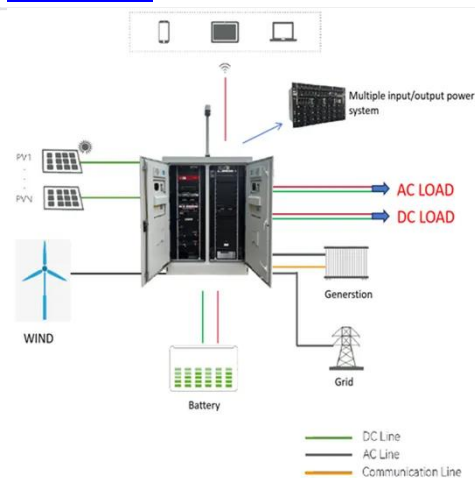 Multiple input/output power
system
PV1
PVN
AC LOAD
DC LOAD
Generstion
WIND
Grid
Battery
DC Line
AC Line
Communication Line